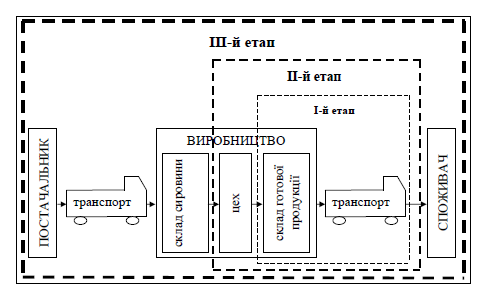 ІІІ-й етап
ІІ-й етап
І-й етап
ВИРОБНИЦТВО
ПОСТАЧАЛЬНИК
транспорт
склад сировини
цех
склад готової
продукції
транспорт
СПОЖИВАЧ